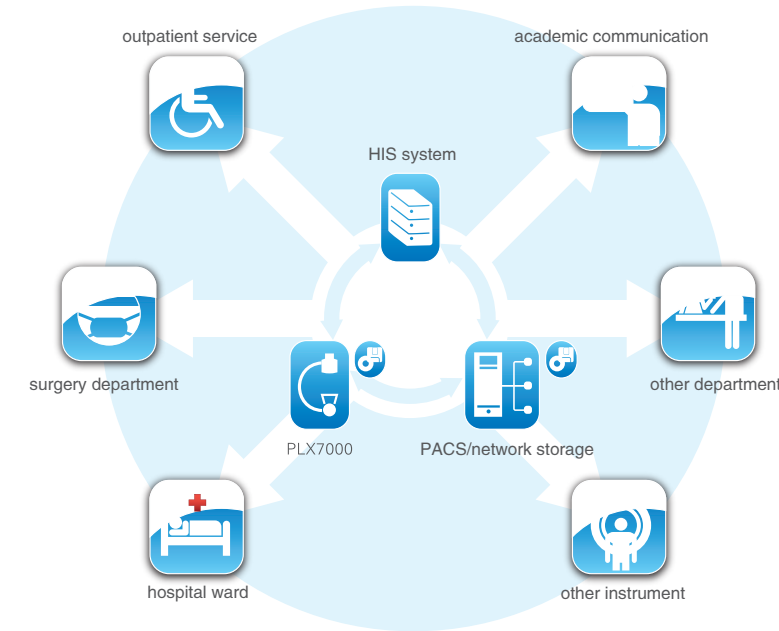 outpatient service
academic communication
HIS system
surgery department
other department
PLX7000
PACS/network storage
hospital ward
other instrument